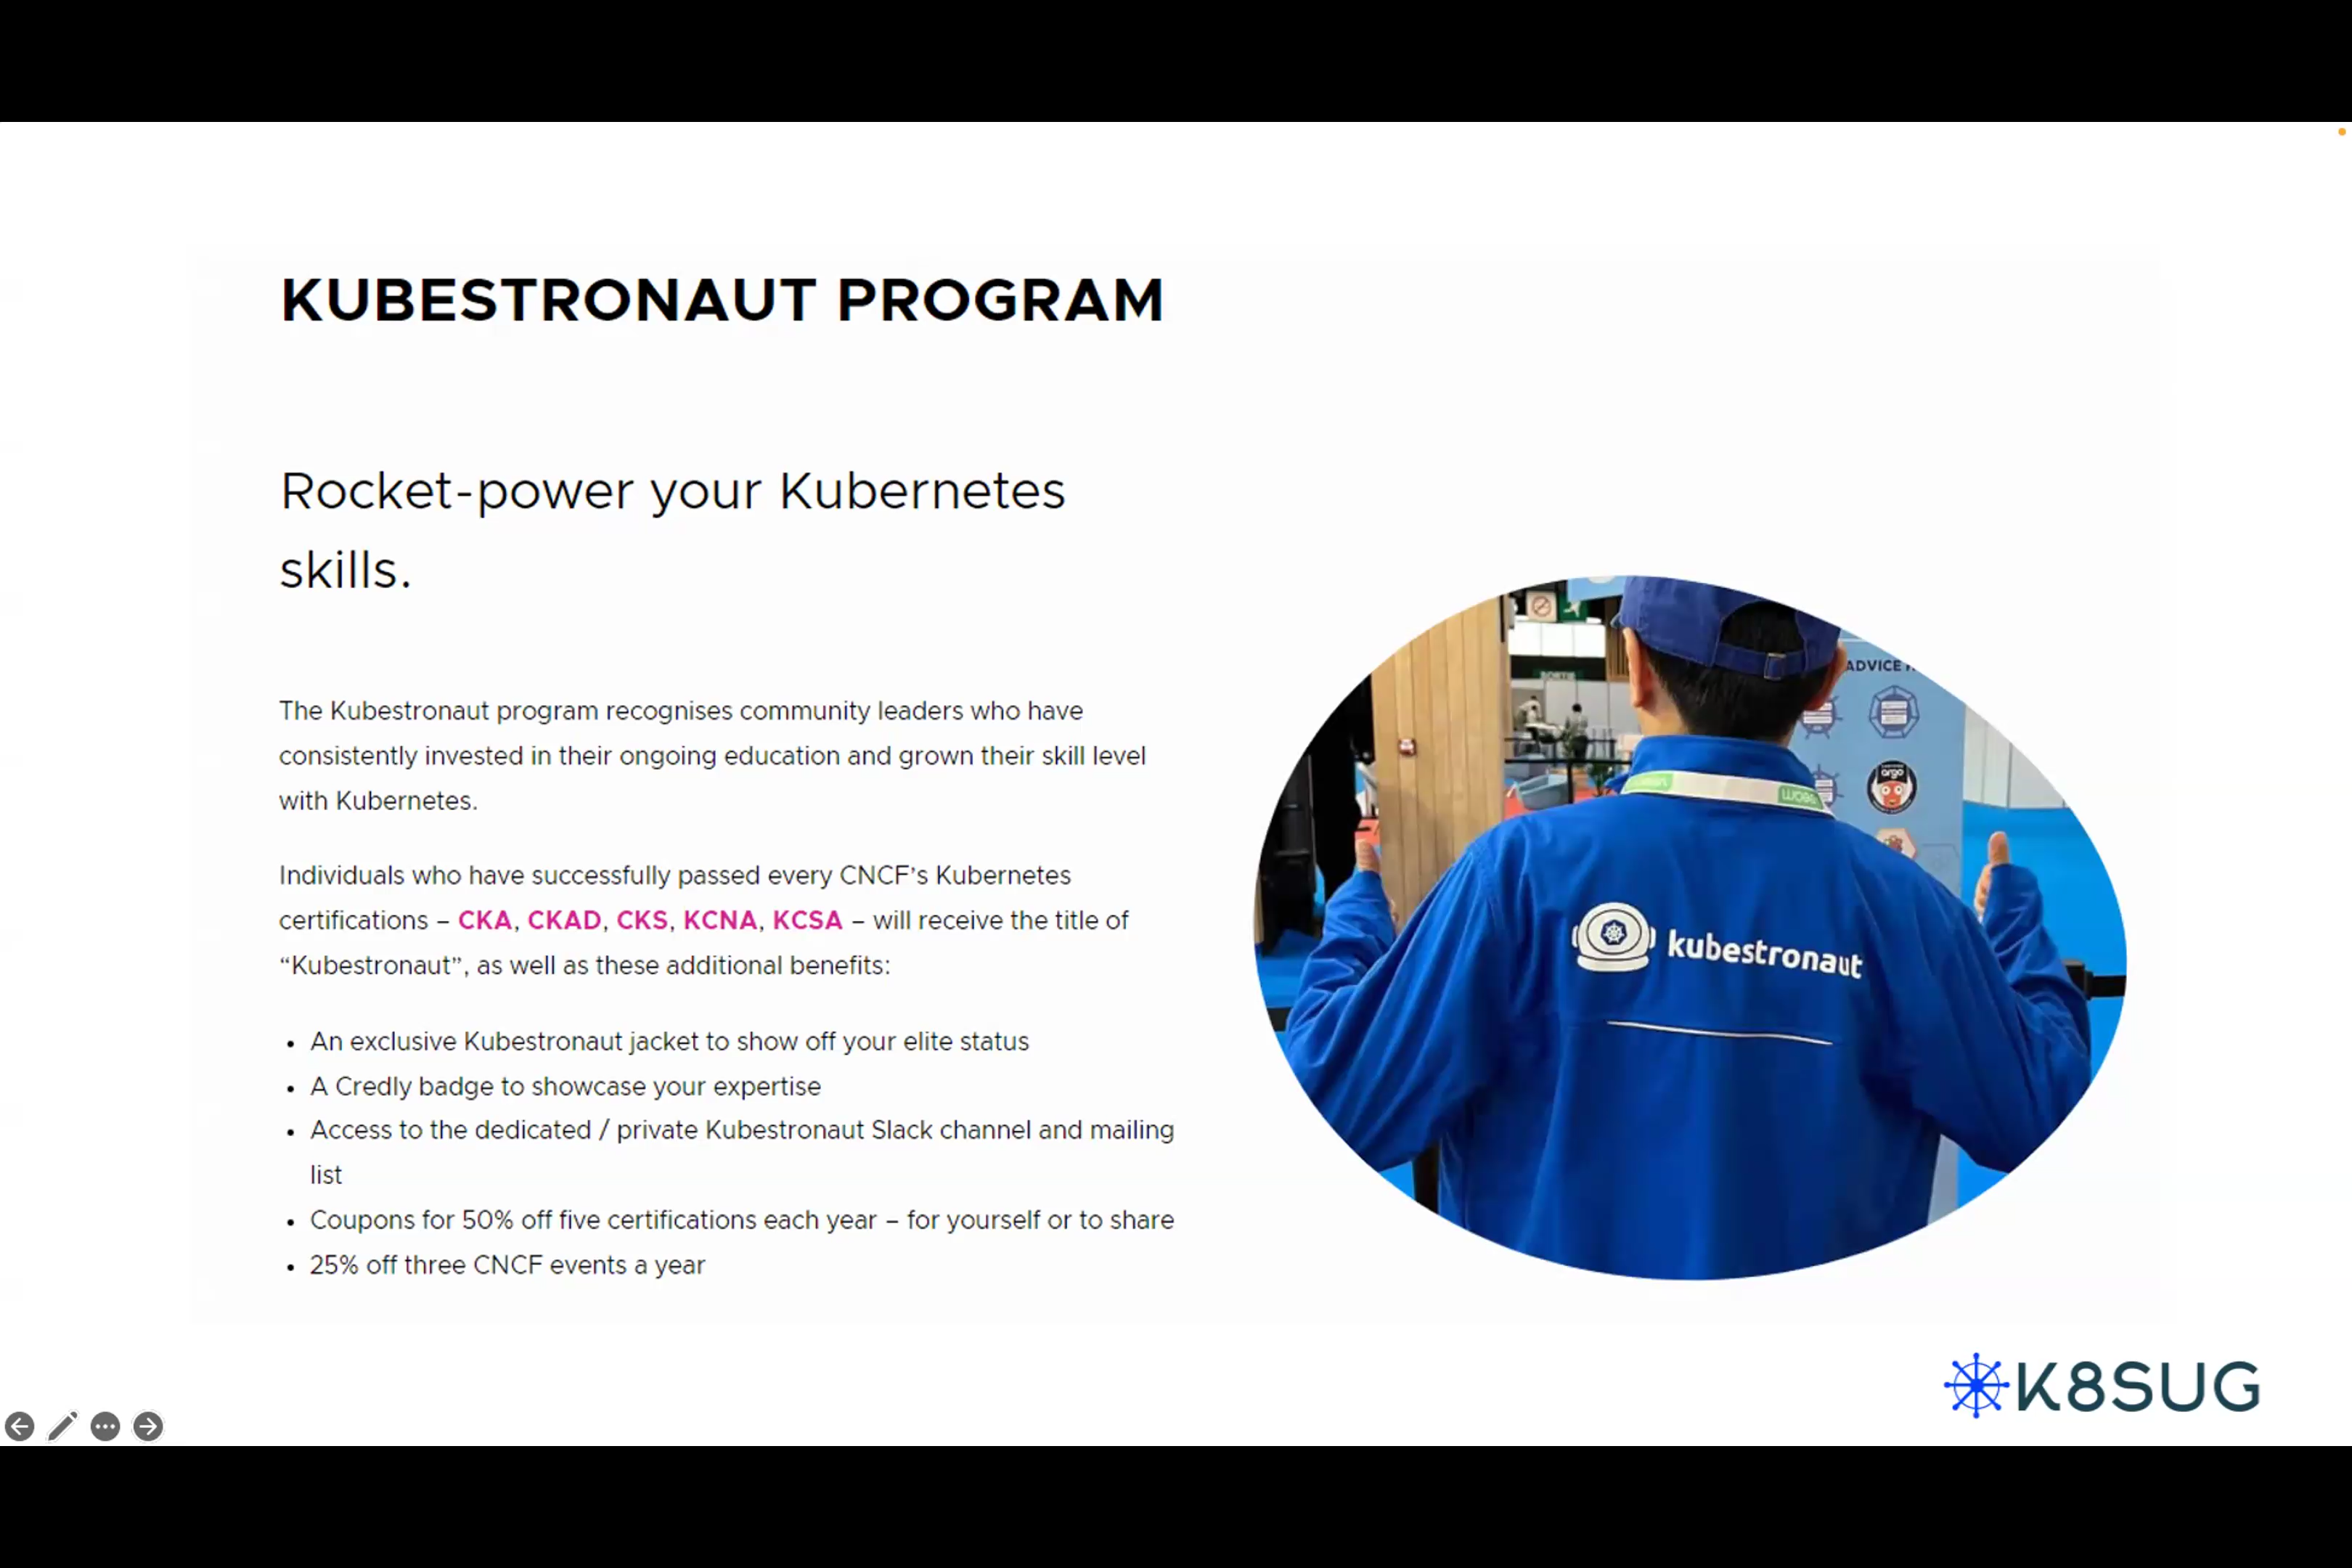 KUBESTRONAUT PROGRAM
Rocket-power your Kubernetes
skills.
The Kubestronaut program recognises community leaders who have
consistently invested in their ongoing education and grown their skill level
with Kubernetes.
Individuals who have successfully passed every CNCF's Kubernetes
certifications – CKA, CKAD, CKS, KCNA, KCSA – will receive the title of
“Kubestronaut”, as well as these additional benefits:
• An exclusive Kubestronaut jacket to show off your elite status
• A Credly badge to showcase your expertise
• Access to the dedicated / private Kubestronaut Slack channel and mailing
list
• Coupons for 50% off five certifications each year – for yourself or to share
• 25% off three CNCF events a year
SORTIE
ADVICE
argo
kubestronaut
K8SUG